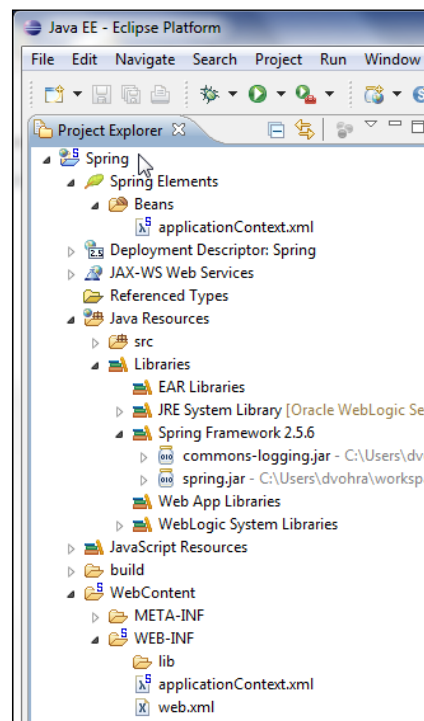 Java EE - Eclipse Platform
File Edit Navigate Search Project Run Window
Project Explorer
Spring
Spring Elements
Beans
applicationContext.xml
Deployment Descriptor: Spring
JAX-WS Web Services
Referenced Types
Java Resources
src
Libraries
EAR Libraries
JRE System Library [Oracle WebLogic Se
Spring Framework 2.5.6
commons-logging.jar - C:\Users\dv
spring.jar - C:\Users\dvohra\worksp
Web App Libraries
WebLogic System Libraries
JavaScript Resources
build
WebContent
META-INF
WEB-INF
lib
applicationContext.xml
web.xml